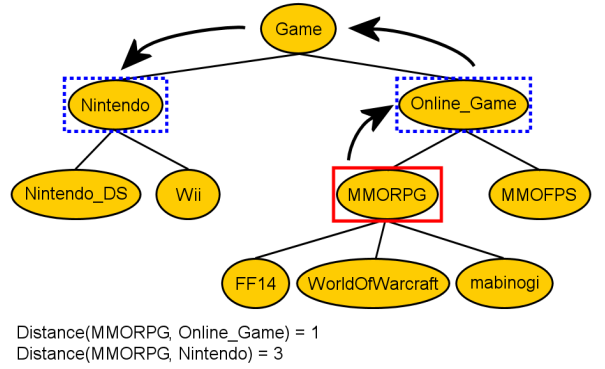 Game
Nintendo
Online_Game
Nintendo_DS
Wii
MMORPG
MMOFPS
FF14
WorldOfWarcraft
mabinogi
Distance(MMORPG, Online_Game) = 1
Distance(MMORPG, Nintendo) = 3